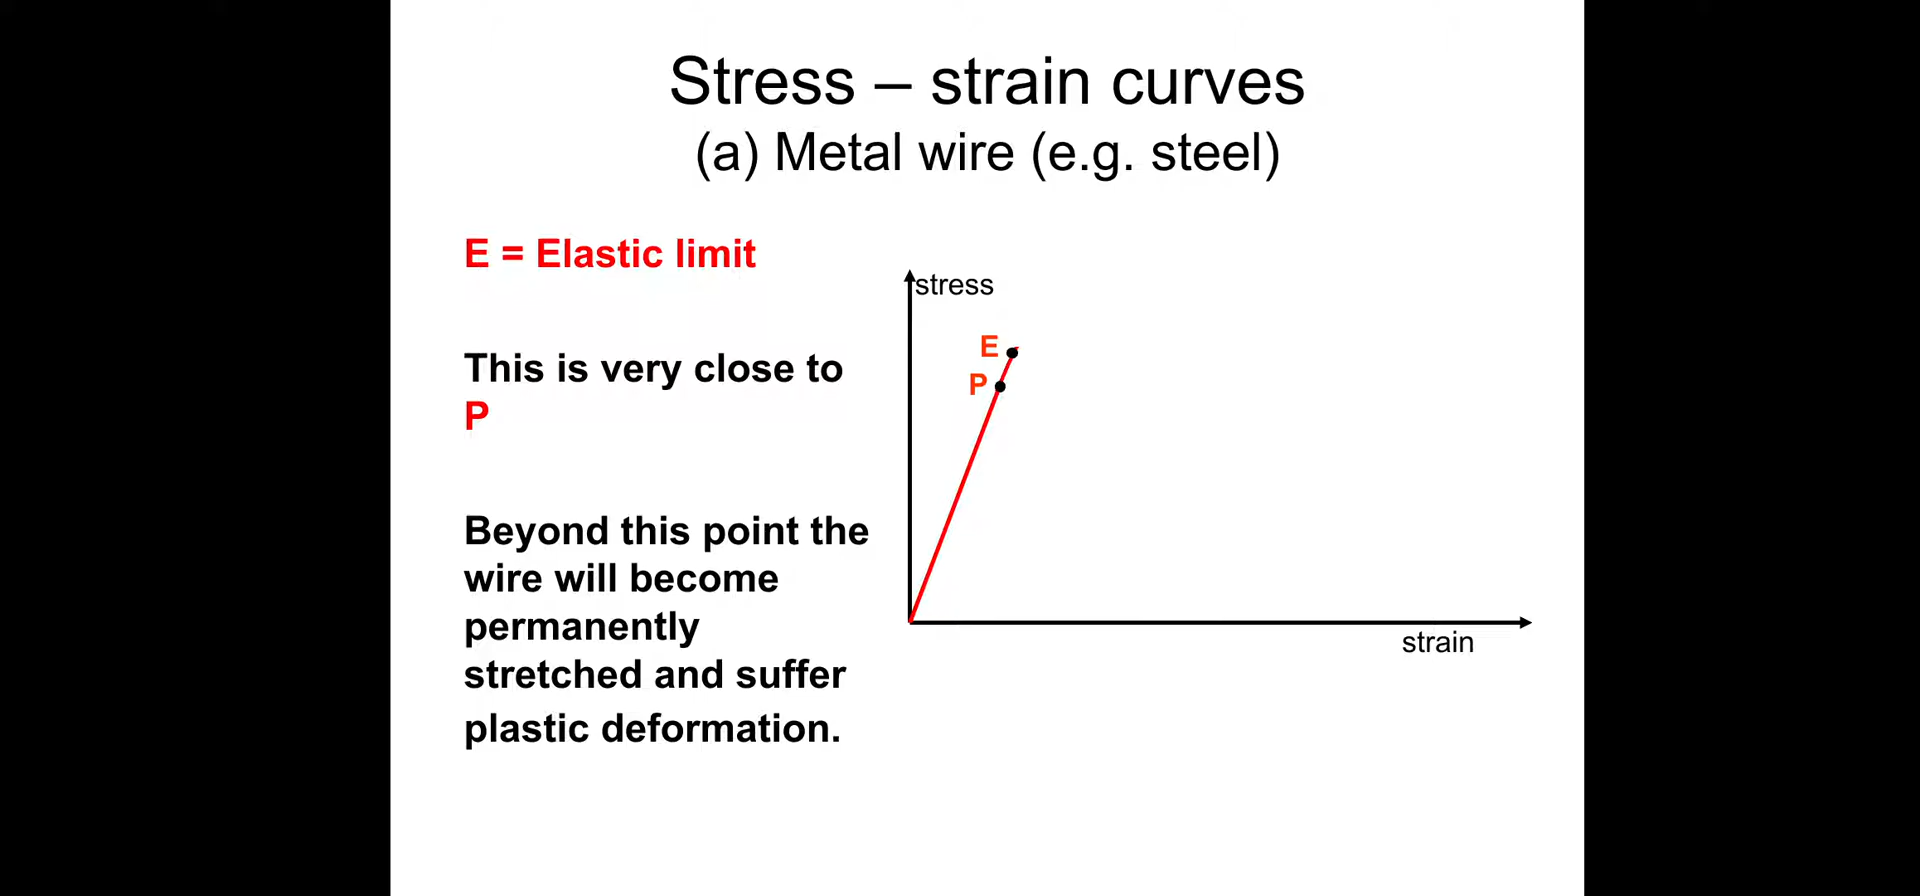 Stress – strain curves
(a) Metal wire (e.g. steel)
E = Elastic limit
This is very close to
P
Beyond this point the
wire will become
permanently
stretched and suffer
plastic deformation.
stress
E
P
strain